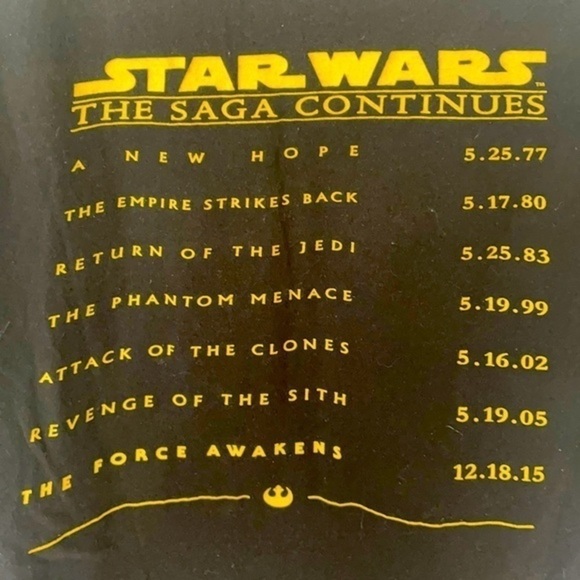 STAR WARS™
THE SAGA CONTINUES
A NEW HOPE 5.25.77
THE EMPIRE STRIKES BACK 5.17.80
RETURN OF THE JEDI 5.25.83
THE PHANTOM MENACE 5.19.99
ATTACK OF THE CLONES 5.16.02
REVENGE OF THE SITH 5.19.05
THE FORCE AWAKENS 12.18.15